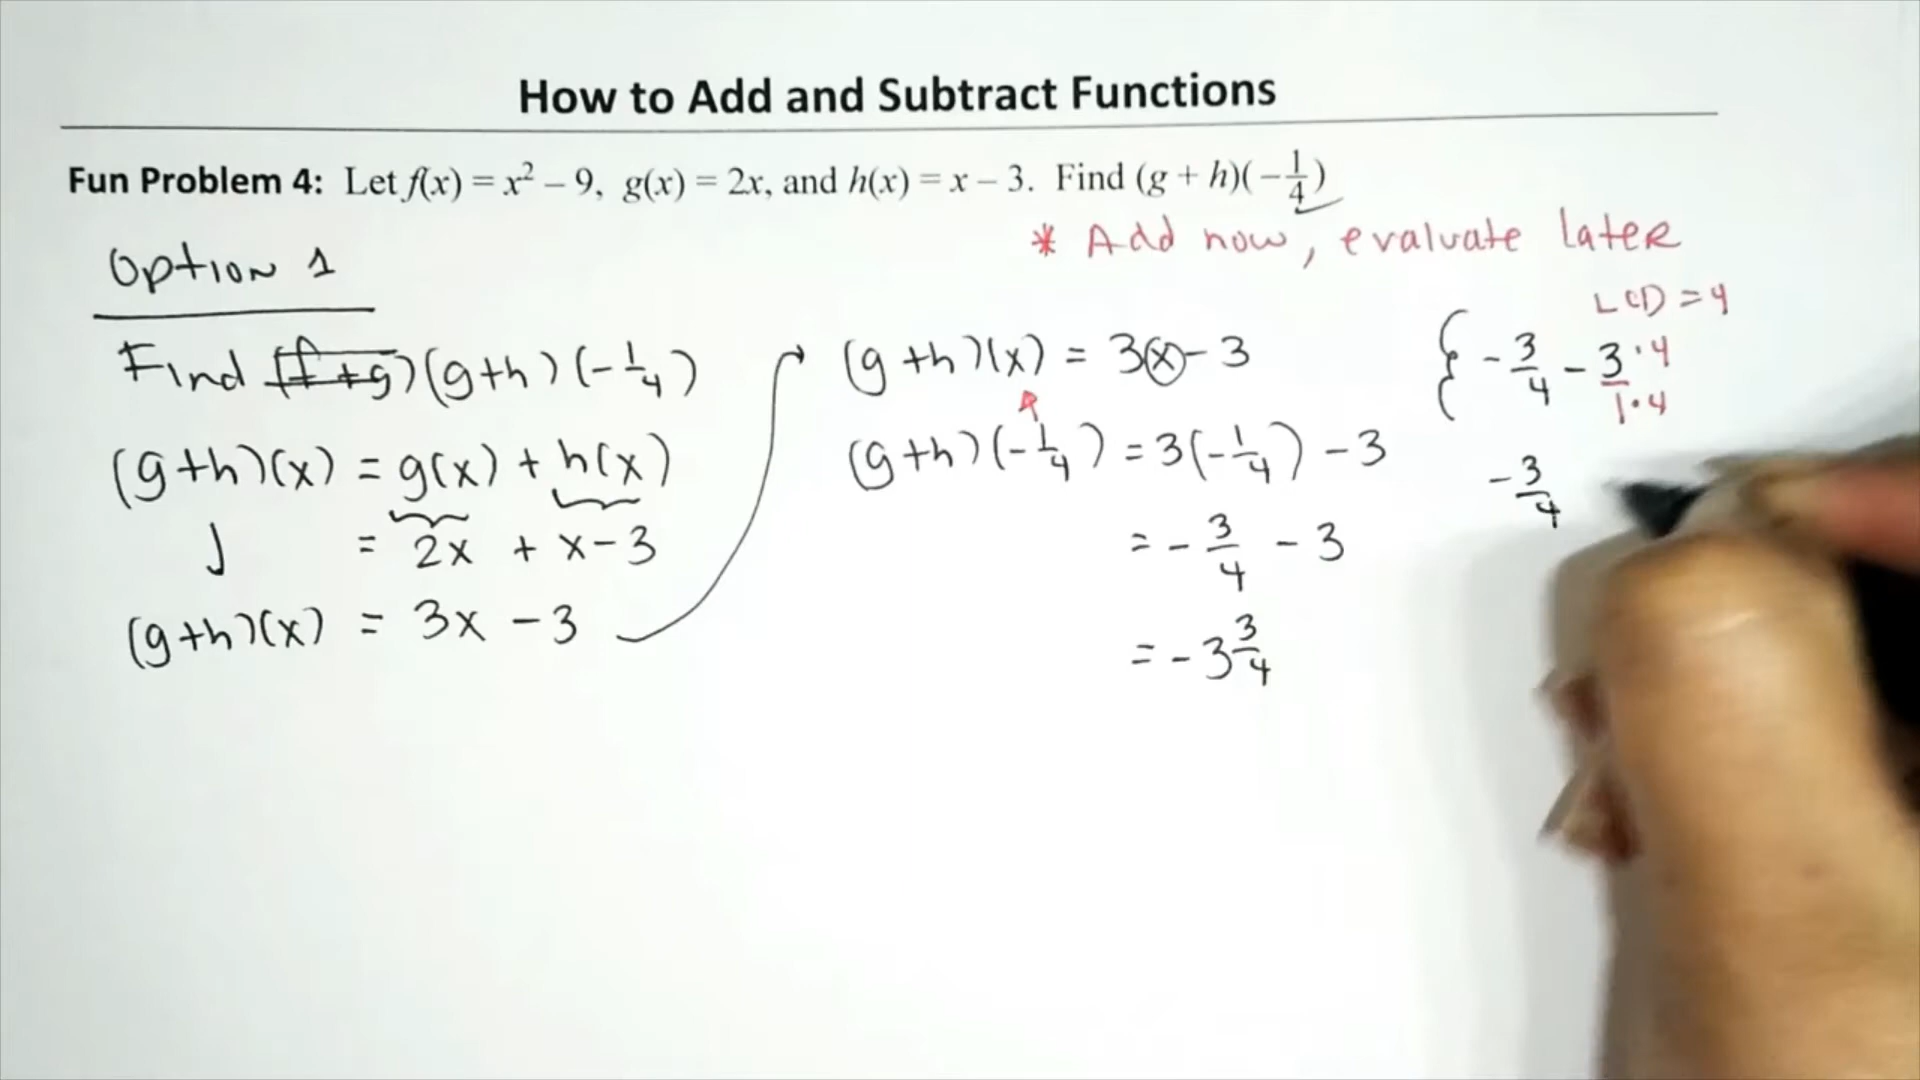 How to Add and Subtract Functions
Fun Problem 4: Let f(x) = x² – 9, g(x) = 2x, and h(x) = x – 3. Find (g + h)(–1/4)
* Add now, evaluate later
Option 1
Find (f+g)(g+h)(-1/4)
(g+h)(x) = g(x) + h(x)
= 2x + x-3
(g+h)(x) = 3x - 3
(g+h)(x) = 3(x)-3
(g+h)(-1/4) = 3(-1/4) - 3
= -3/4 - 3
= -3 3/4
LCD = 4
{ -3/4 - 3·4/1·4
-3/4